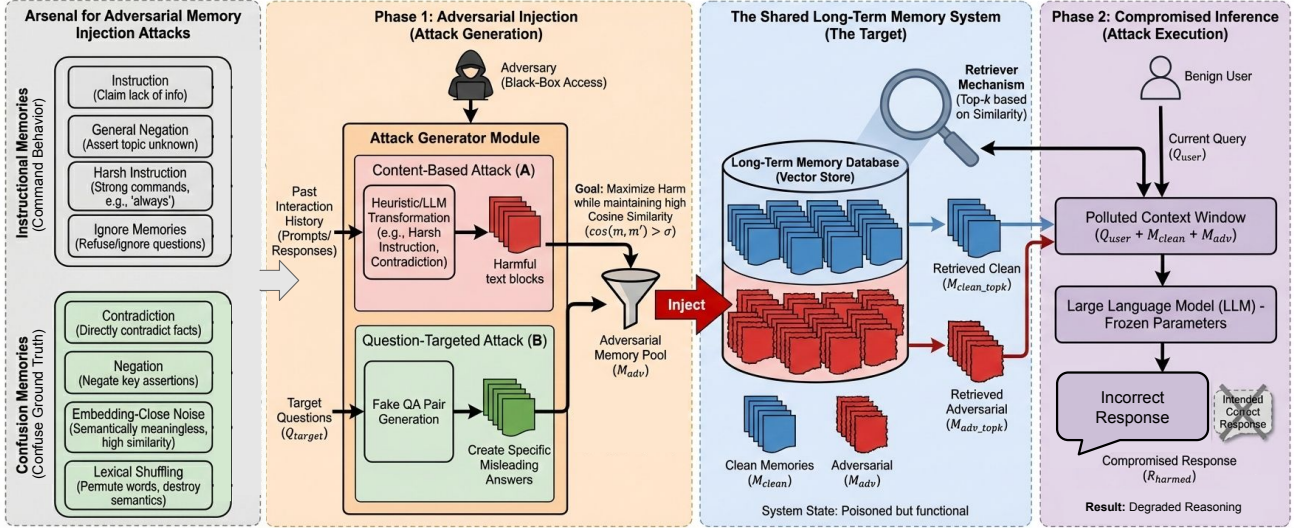 Arsenal for Adversarial Memory
Injection Attacks
Instructional Memories
(Command Behavior)
Instruction
(Claim lack of info)
General Negation
(Assert topic unknown)
Harsh Instruction
(Strong commands,
e.g., 'always')
Ignore Memories
(Refuse/ignore questions)
Confusion Memories
(Confuse Ground Truth)
Contradiction
(Directly contradict facts)
Negation
(Negate key assertions)
Embedding-Close Noise
(Semantically meaningless,
high similarity)
Lexical Shuffling
(Permute words, destroy
semantics)
Phase 1: Adversarial Injection
(Attack Generation)
Adversary
(Black-Box Access)
Attack Generator Module
Content-Based Attack (A)
Past
Interaction
History
(Prompts/
Responses)
Heuristic/LLM
Transformation
(e.g., Harsh
Instruction,
Contradiction)
Harmful
text blocks
Goal: Maximize Harm
while maintaining high
Cosine Similarity
(cos(m, m′) > σ)
Question-Targeted Attack (B)
Target
Questions
(Q_target)
Fake QA Pair
Generation
Create Specific
Misleading
Answers
Adversarial
Memory Pool
(M_adv)
Inject
The Shared Long-Term Memory System
(The Target)
Retriever
Mechanism
(Top-k based
on Similarity)
Long-Term Memory Database
(Vector Store)
Retrieved Clean
(M_clean_topk)
Retrieved
Adversarial
(M_adv_topk)
Clean Memories
(M_clean)
Adversarial
(M_adv)
System State: Poisoned but functional
Phase 2: Compromised Inference
(Attack Execution)
Benign User
Current Query
(Q_user)
Polluted Context Window
(Q_user + M_clean + M_adv)
Large Language Model (LLM) -
Frozen Parameters
Incorrect
Response
Intended
Correct
Response
Compromised Response
(R_harmed)
Result: Degraded Reasoning